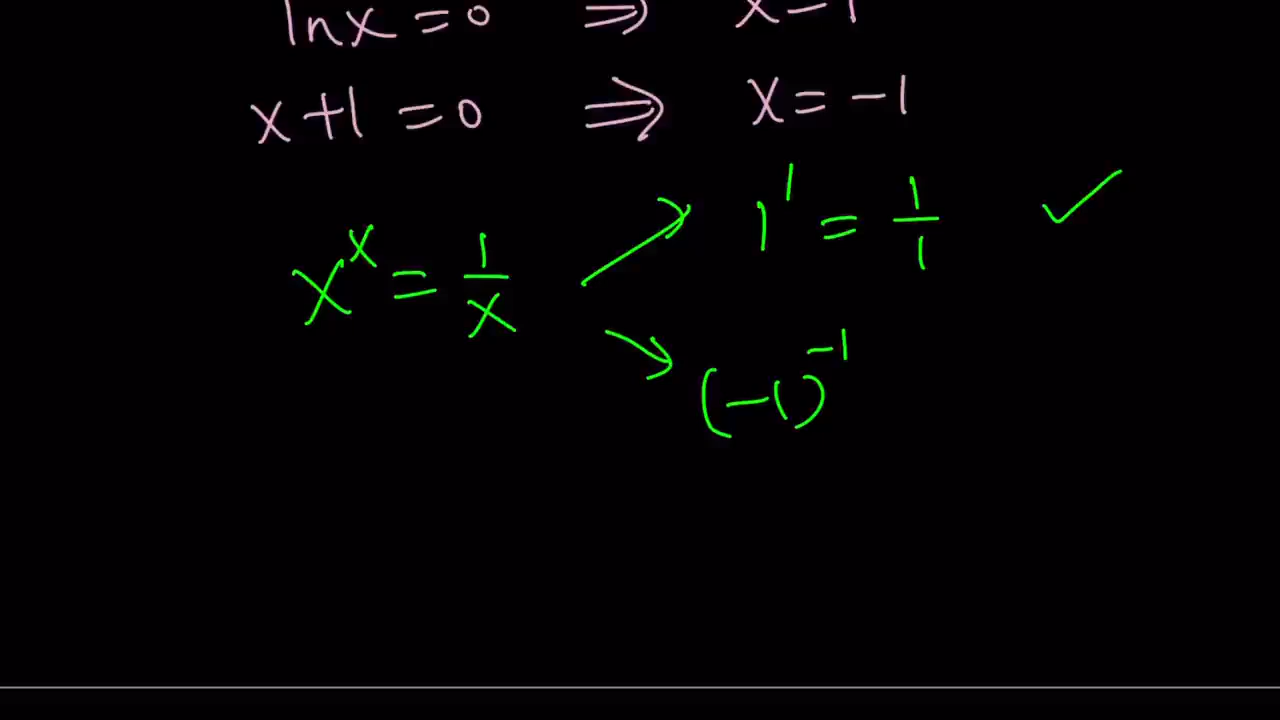 ln x = 0 ⇒ x = 1
x + 1 = 0 ⇒ x = -1
x^x = 1/x
1^1 = 1/1 ✓
(-1)^-1